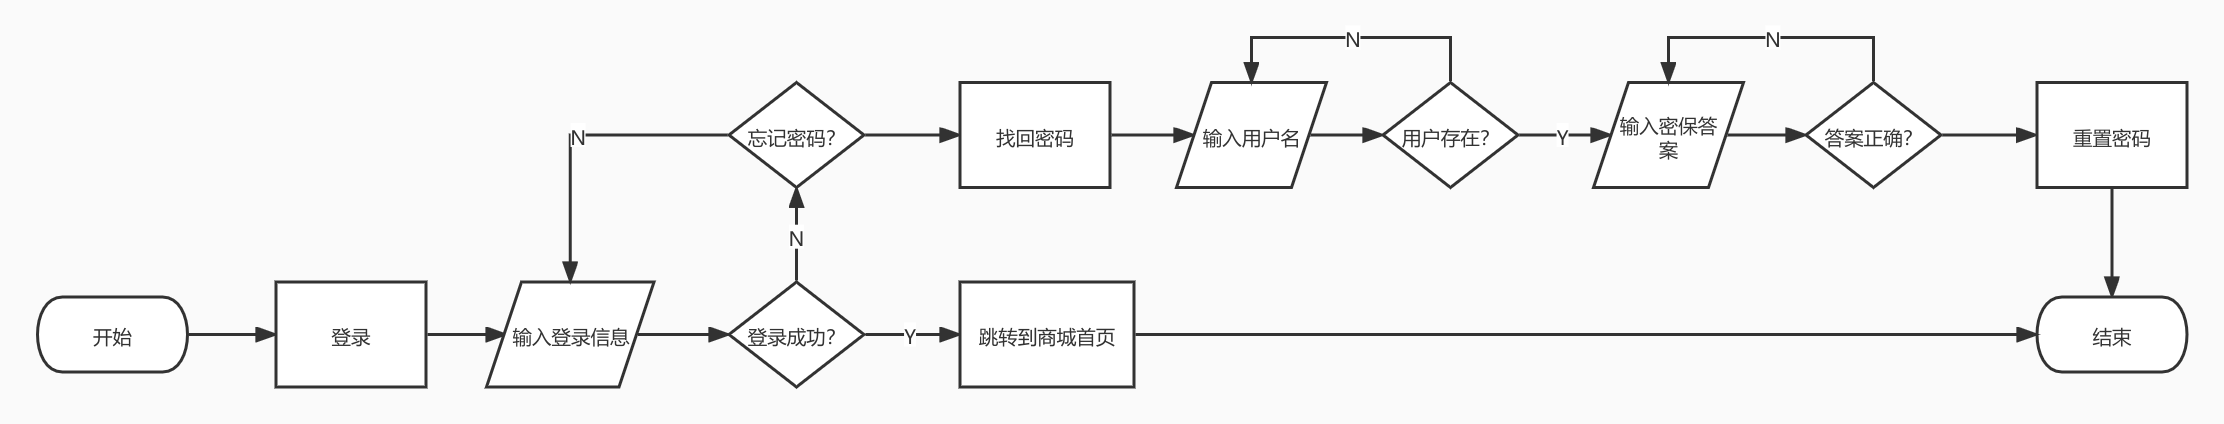 N
N
N
忘记密码?
找回密码
输入用户名
用户存在?
Y
输入密保答
案
答案正确?
重置密码
N
开始
登录
输入登录信息
登录成功?
Y
跳转到商城首页
结束